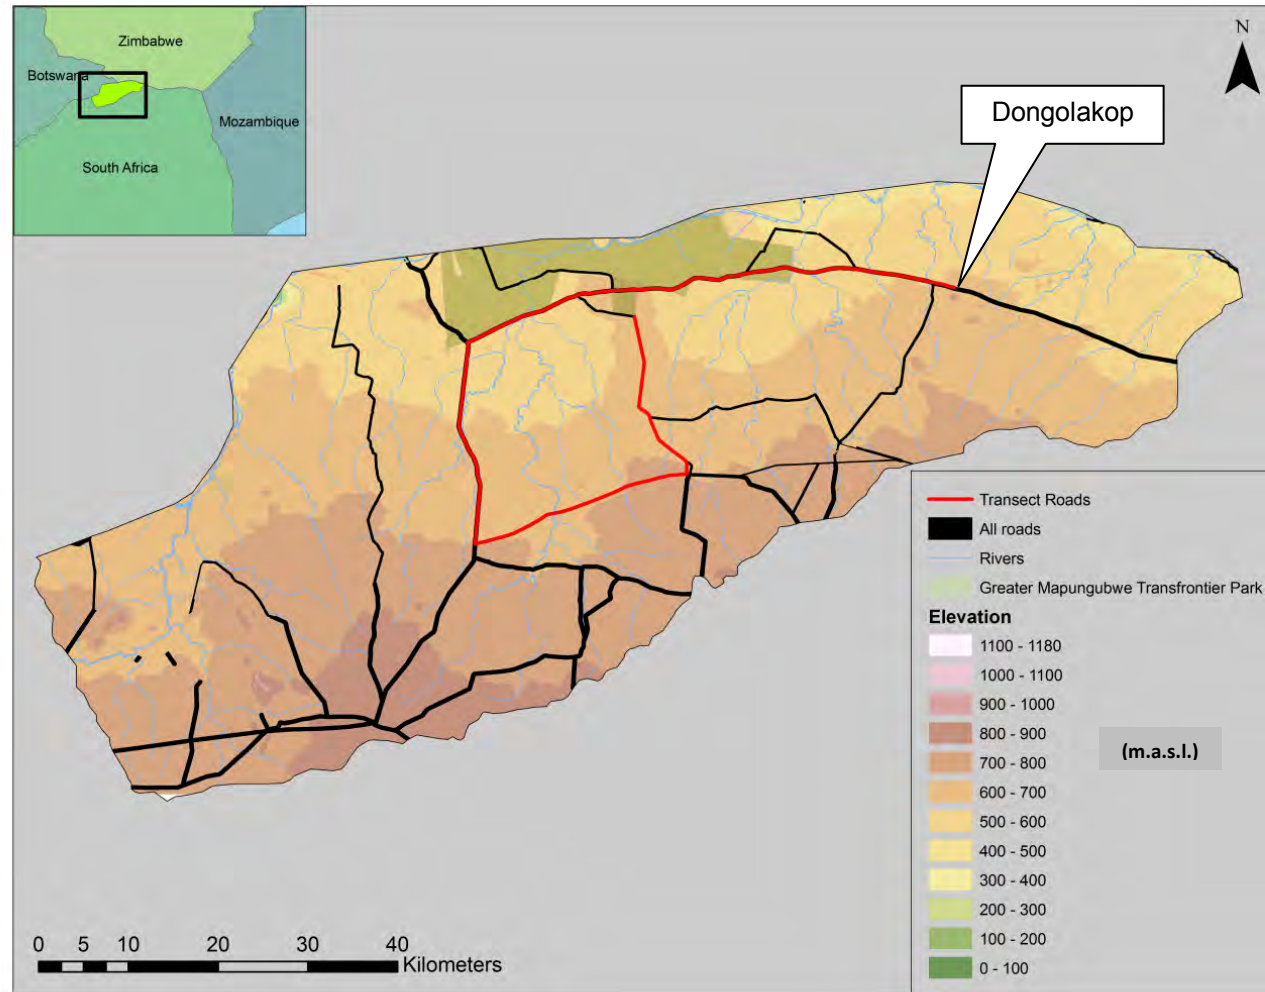 Zimbabwe
Botswana
Mozambique
South Africa
N
Dongolakop
Transect Roads
All roads
Rivers
Greater Mapungubwe Transfrontier Park
Elevation
1100 - 1180
1000 - 1100
900 - 1000
800 - 900
(m.a.s.l.)
700 - 800
600 - 700
500 - 600
400 - 500
300 - 400
200 - 300
100 - 200
0 - 100
0 5 10 20 30 40
Kilometers